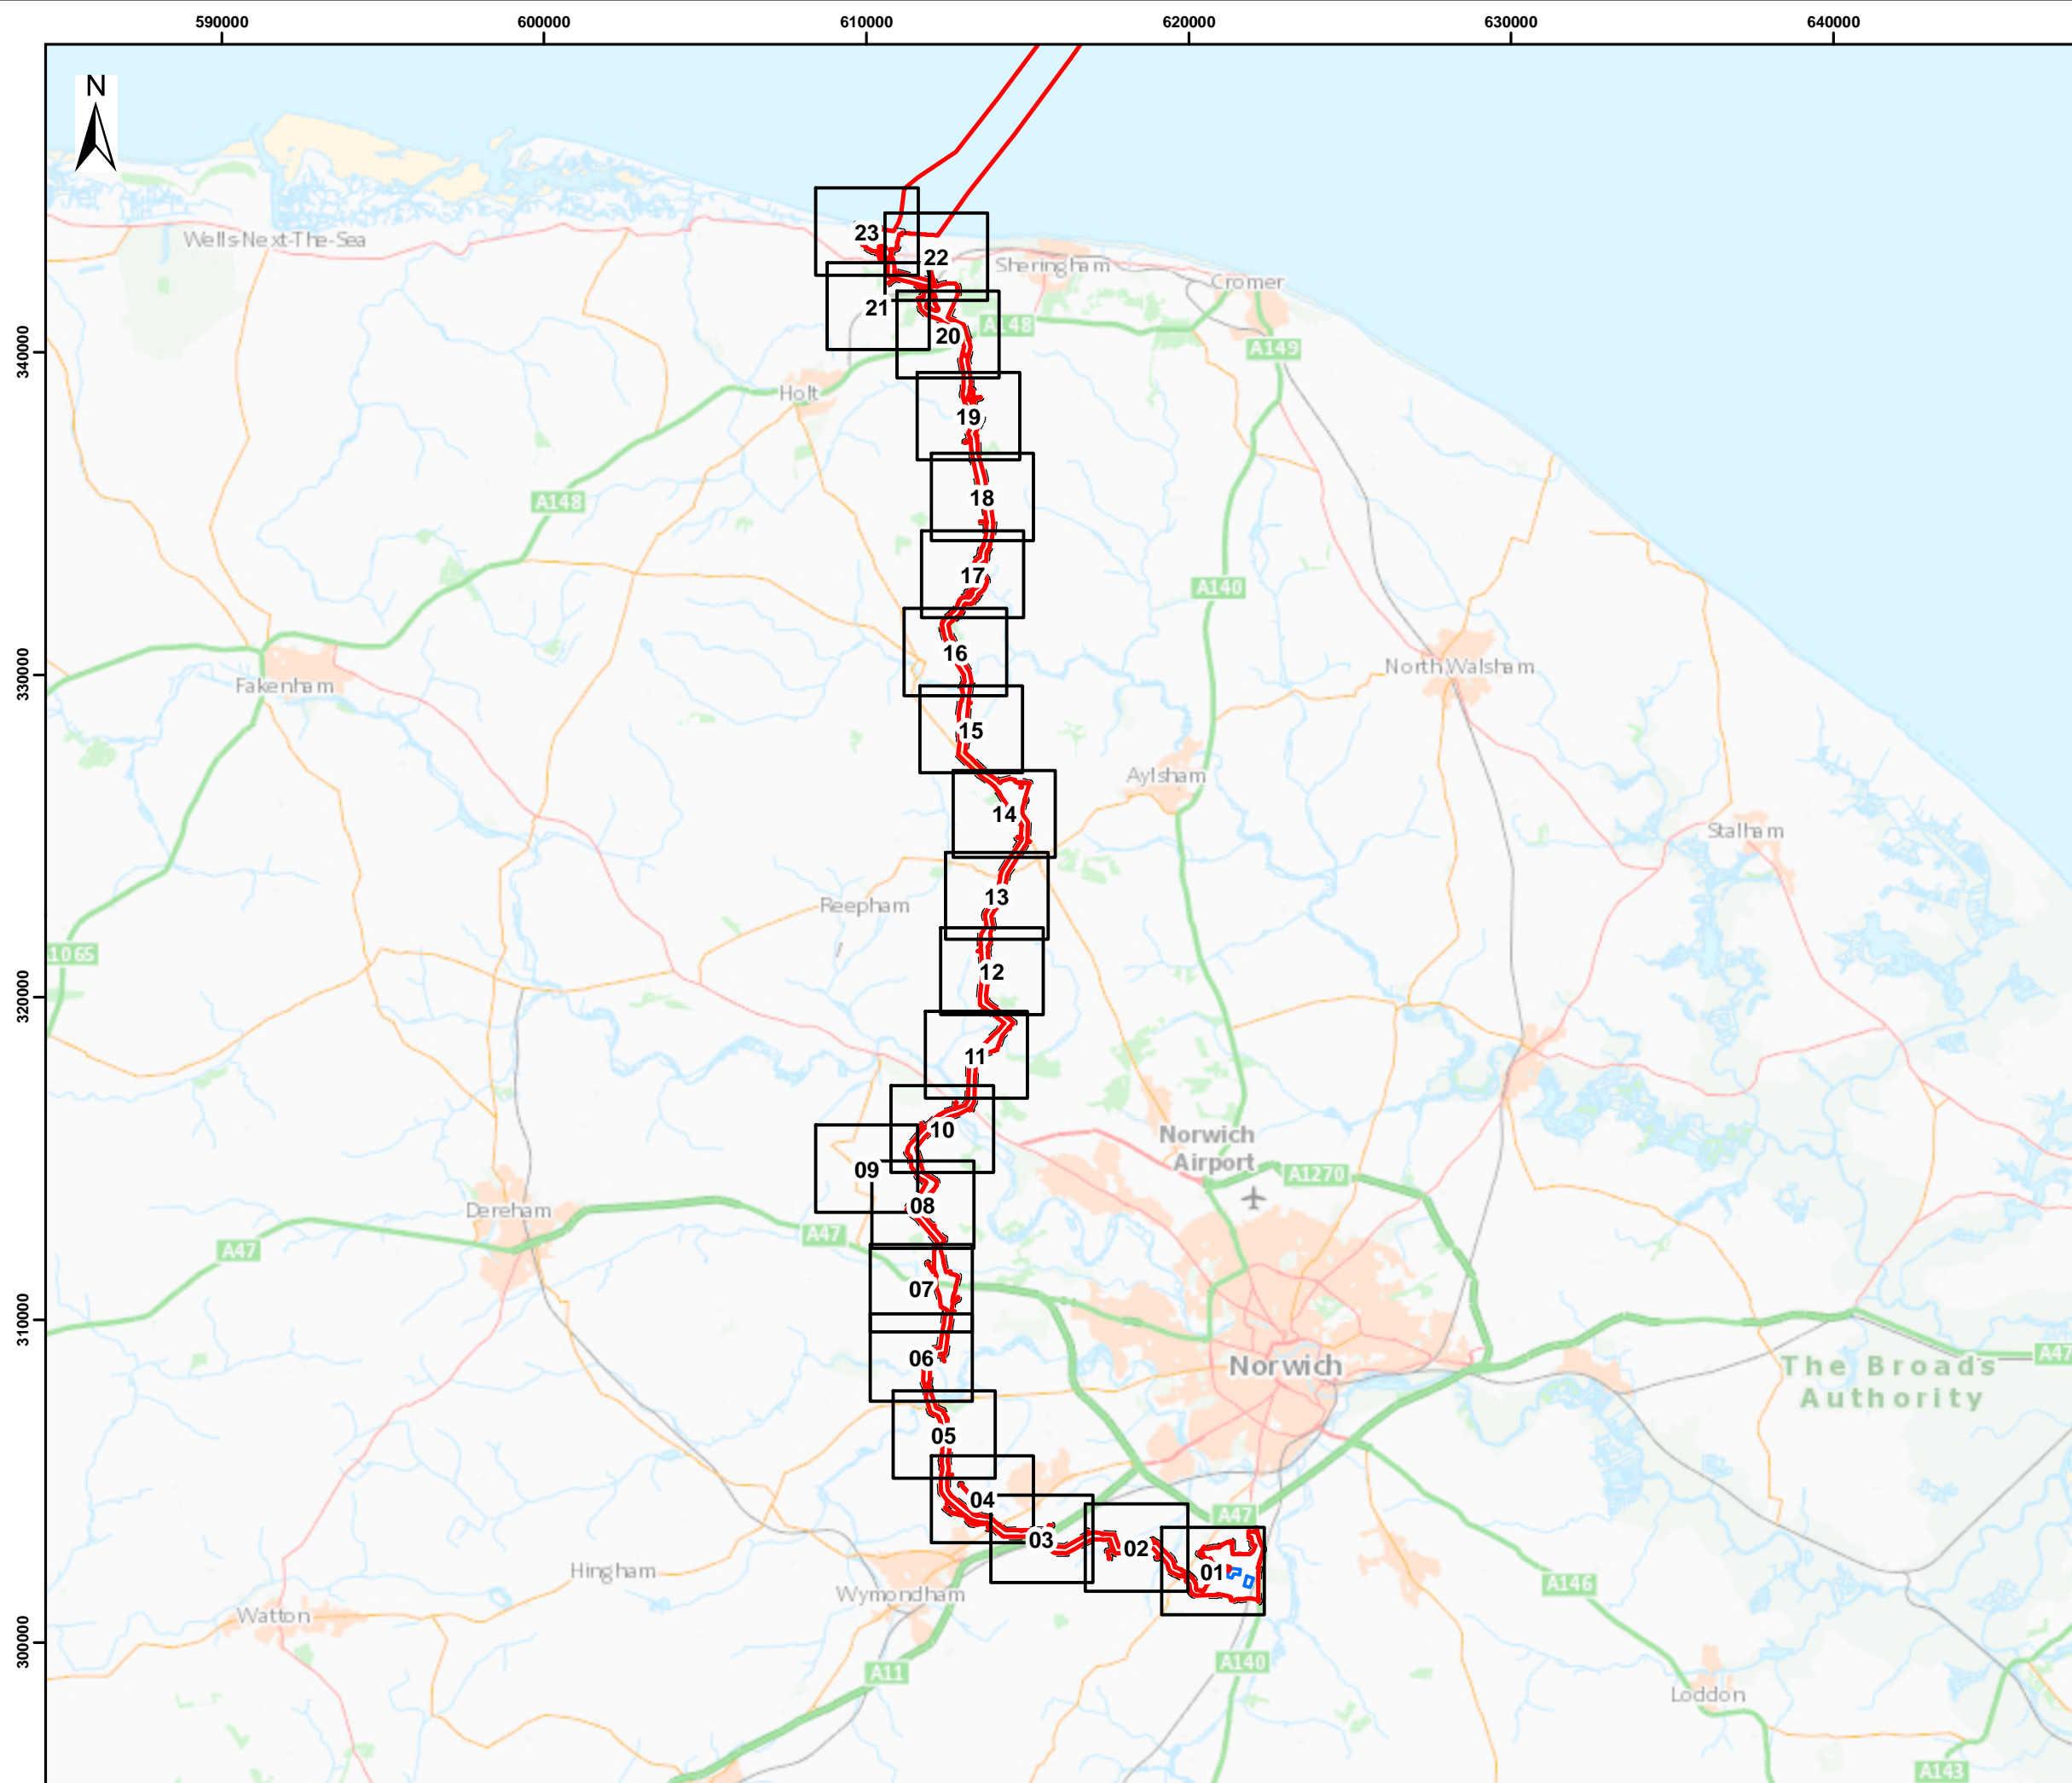 590000
600000
610000
620000
630000
640000
N
Wells-Next-The-Sea
23
22
Sheringham
Cromer
21
20
A148
A149
340000
Holt
19
A148
18
17
A140
16
North Walsham
330000
Fakenham
15
Aylsham
14
Stalham
13
Reepham
1065
12
320000
11
10
Norwich
Airport
09
A1270
08
Dereham
A47
A47
07
310000
06
Norwich
The Broads
Authority
A47
05
04
A47
03
02
01
Hingham
Wymondham
A146
Watton
300000
A11
A140
Loddon
A143